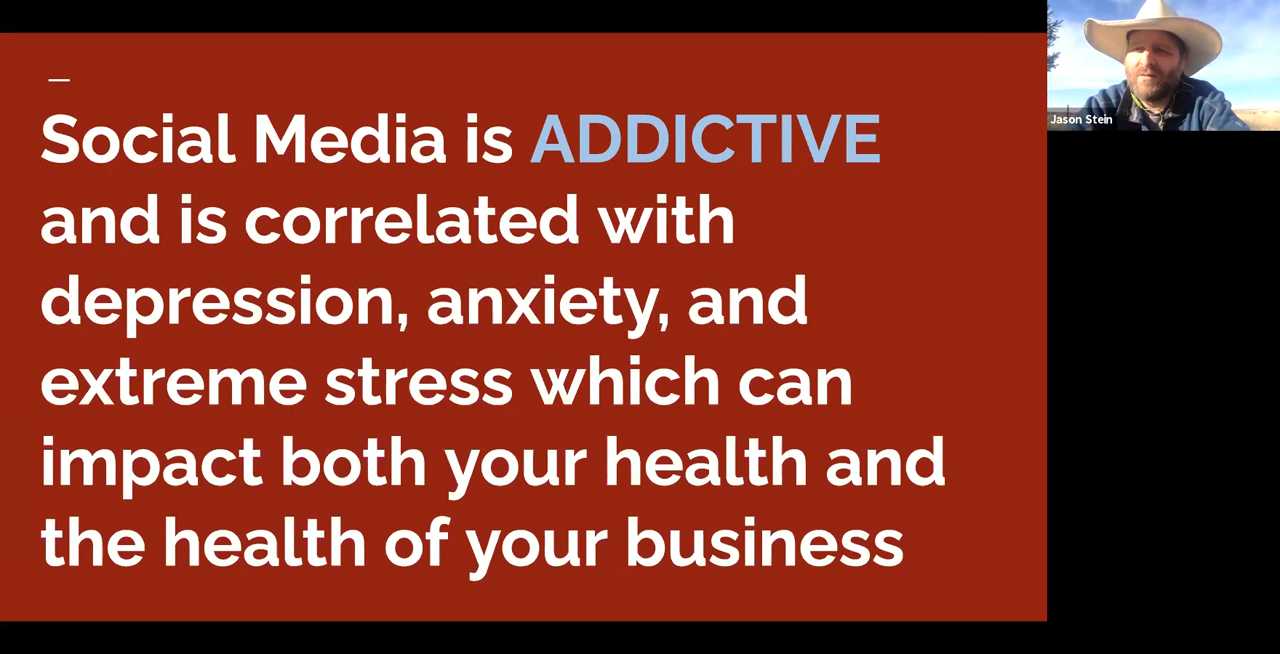 Social Media is ADDICTIVE
and is correlated with
depression, anxiety, and
extreme stress which can
impact both your health and
the health of your business
Jason Stein